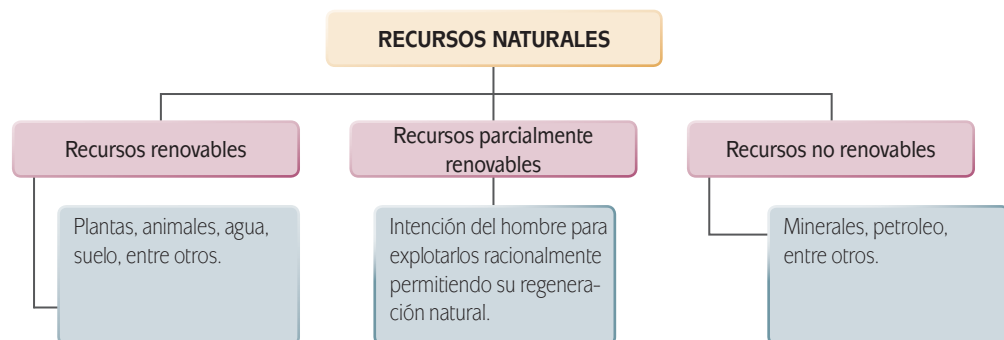 RECURSOS NATURALES
Recursos renovables
Recursos parcialmente
renovables
Recursos no renovables
Plantas, animales, agua,
suelo, entre otros.
Intención del hombre para
explotarlos racionalmente
permitiendo su regenera-
ción natural.
Minerales, petroleo,
entre otros.